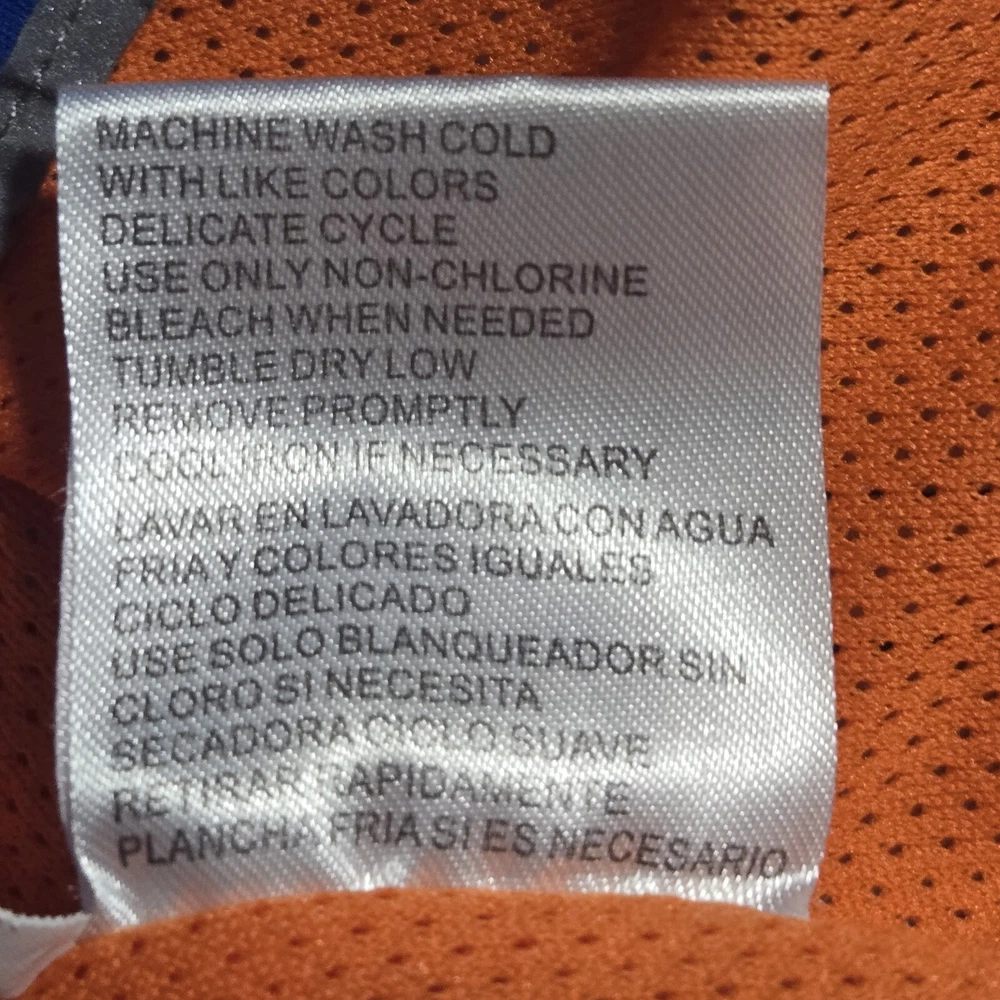 MACHINE WASH COLD
WITH LIKE COLORS
DELICATE CYCLE
USE ONLY NON-CHLORINE
BLEACH WHEN NEEDED
TUMBLE DRY LOW
REMOVE PROMPTLY
COOL IRON IF NECESSARY
LAVAR EN LAVADORA CON AGUA
FRIA Y COLORES IGUALES
CICLO DELICADO
USE SOLO BLANQUEADOR SIN
CLORO SI NECESITA
SECADORA CICLO SUAVE
RETIRAR RAPIDAMENTE
PLANCHA FRIA SI ES NECESARIO